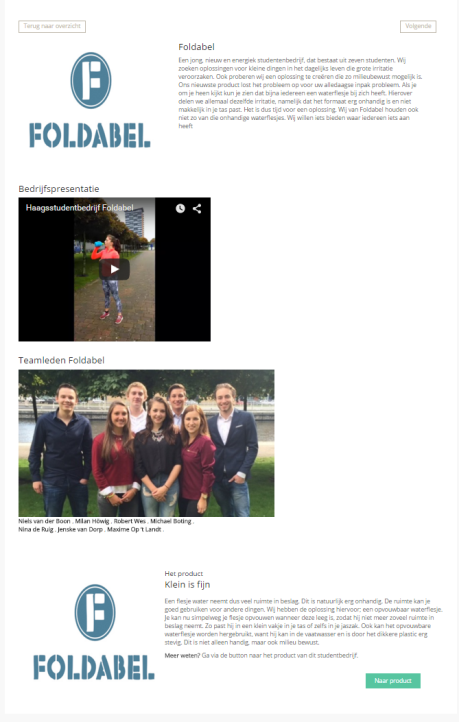 Terug naar overzicht
Volgende
F
FOLDABEL
Foldabel
Een jong, nieuw en energiek studentenbedrijf, dat bestaat uit zeven studenten. Wij
zoeken oplossingen voor kleine dingen in het dagelijks leven die grote irritatie
veroorzaken. Ook proberen wij een oplossing te creëren die zo milieubewust mogelijk is.
Ons nieuwste product lost het probleem op voor uw alledaagse inpak probleem. Als je
om je heen kijkt kun je zien dat bijna iedereen een waterflesje bij zich heeft. Hierover
delen we allemaal dezelfde irritatie, namelijk dat het formaat erg onhandig is en niet
makkelijk in je tas past. Het is dus tijd voor een oplossing. Wij van Foldabel houden ook
niet zo van die onhandige waterflesjes. Wij willen iets bieden waar iedereen iets aan
heeft
Bedrijfspresentatie
Haagsstudentbedrijf Foldabel
Teamleden Foldabel
Niels van der Boon . Milan Höwig . Robert Wes . Michael Boting .
Nina de Ruig . Jenske van Dorp . Maxime Op 't Landt .
F
FOLDABEL
Het product
Klein is fijn
Een flesje water neemt dus veel ruimte in beslag. Dit is natuurlijk erg onhandig. De ruimte kan je
goed gebruiken voor andere dingen. Wij hebben de oplossing hiervoor: een opvouwbaar waterflesje.
Je kan nu simpelweg je flesje opvouwen wanneer deze leeg is, zodat hij niet meer zoveel ruimte in
beslag neemt. Zo past hij in een klein vakje in je tas of zelfs in je jaszak. Ook kan het opvouwbare
waterflesje worden hergebruikt, want hij kan in de vaatwasser en is door het dikkere plastic erg
stevig. Dit is niet alleen handig, maar ook milieu bewust.
Meer weten? Ga via de button naar het product van dit studentbedrijf.
Naar product